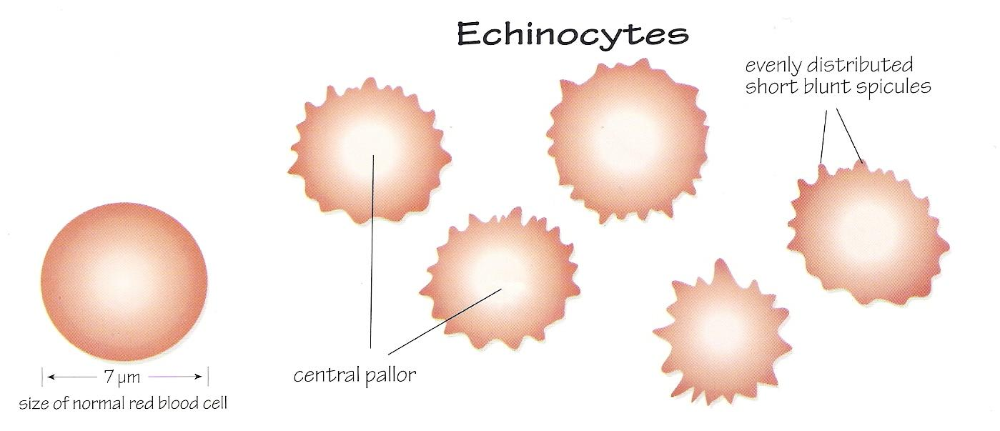 Echinocytes
evenly distributed
short blunt spicules
central pallor
7 µm
size of normal red blood cell